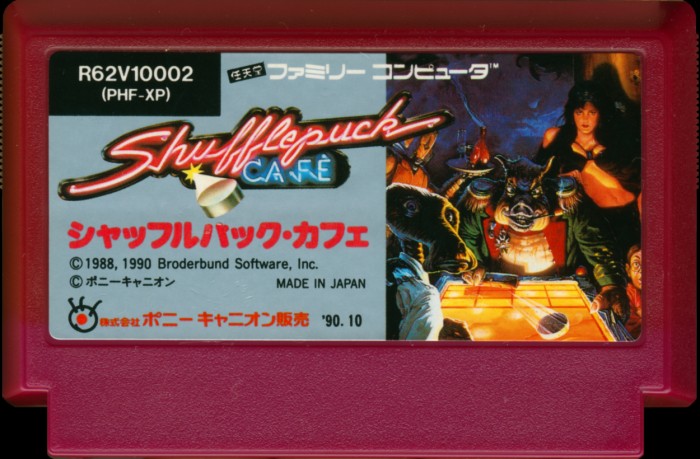 R62V10002
(PHF-XP)
任天堂 ファミリー コンピュータ™
Shufflepuck
CAFÈ
シャッフルパック・カフェ
©1988, 1990 Broderbund Software, Inc.
©ポニーキャニオン
MADE IN JAPAN
株式会社 ポニー キャニオン販売 '90.10